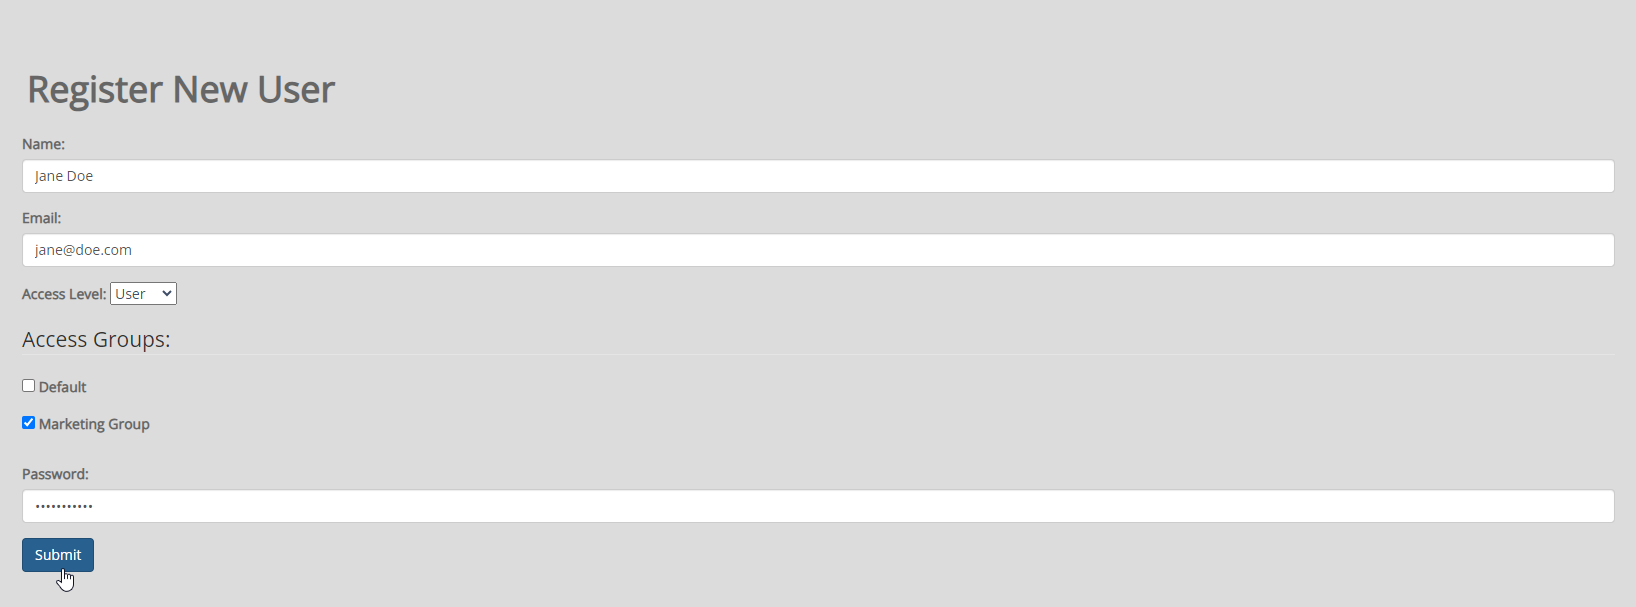 Register New User
Name:
Jane Doe
Email:
jane@doe.com
Access Level: User
Access Groups:
Default
Marketing Group
Password:
•••••••••••
Submit